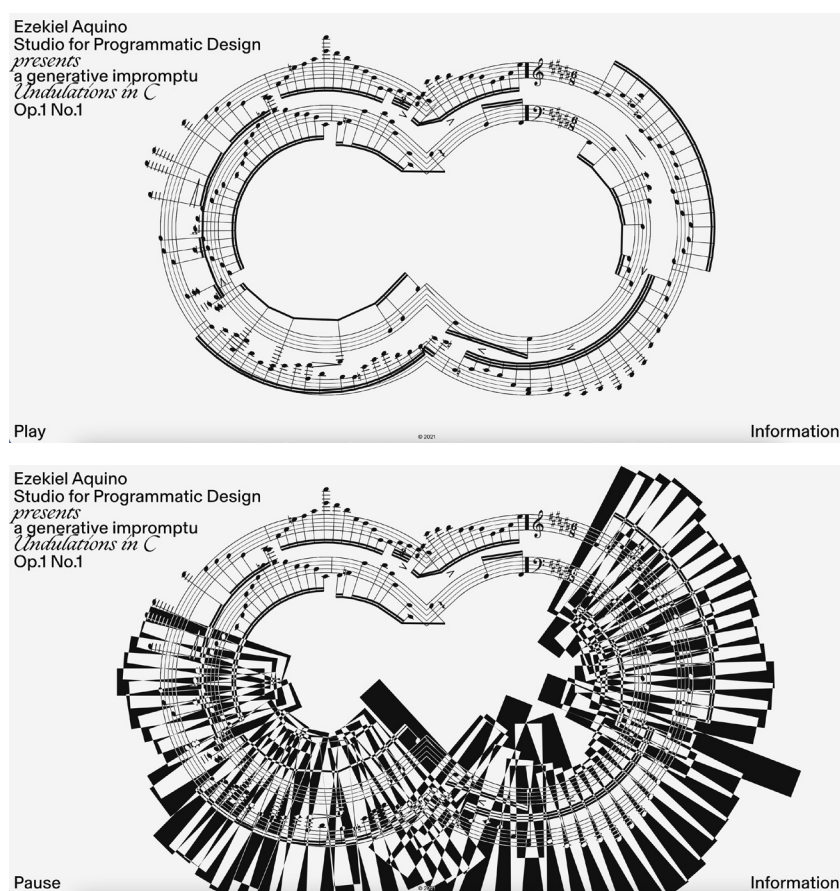 Ezekiel Aquino
Studio for Programmatic Design
presents
a generative impromptu
Undulations in C
Op.1 No.1
Play
© 2021
Information
Ezekiel Aquino
Studio for Programmatic Design
presents
a generative impromptu
Undulations in C
Op.1 No.1
Pause
Information